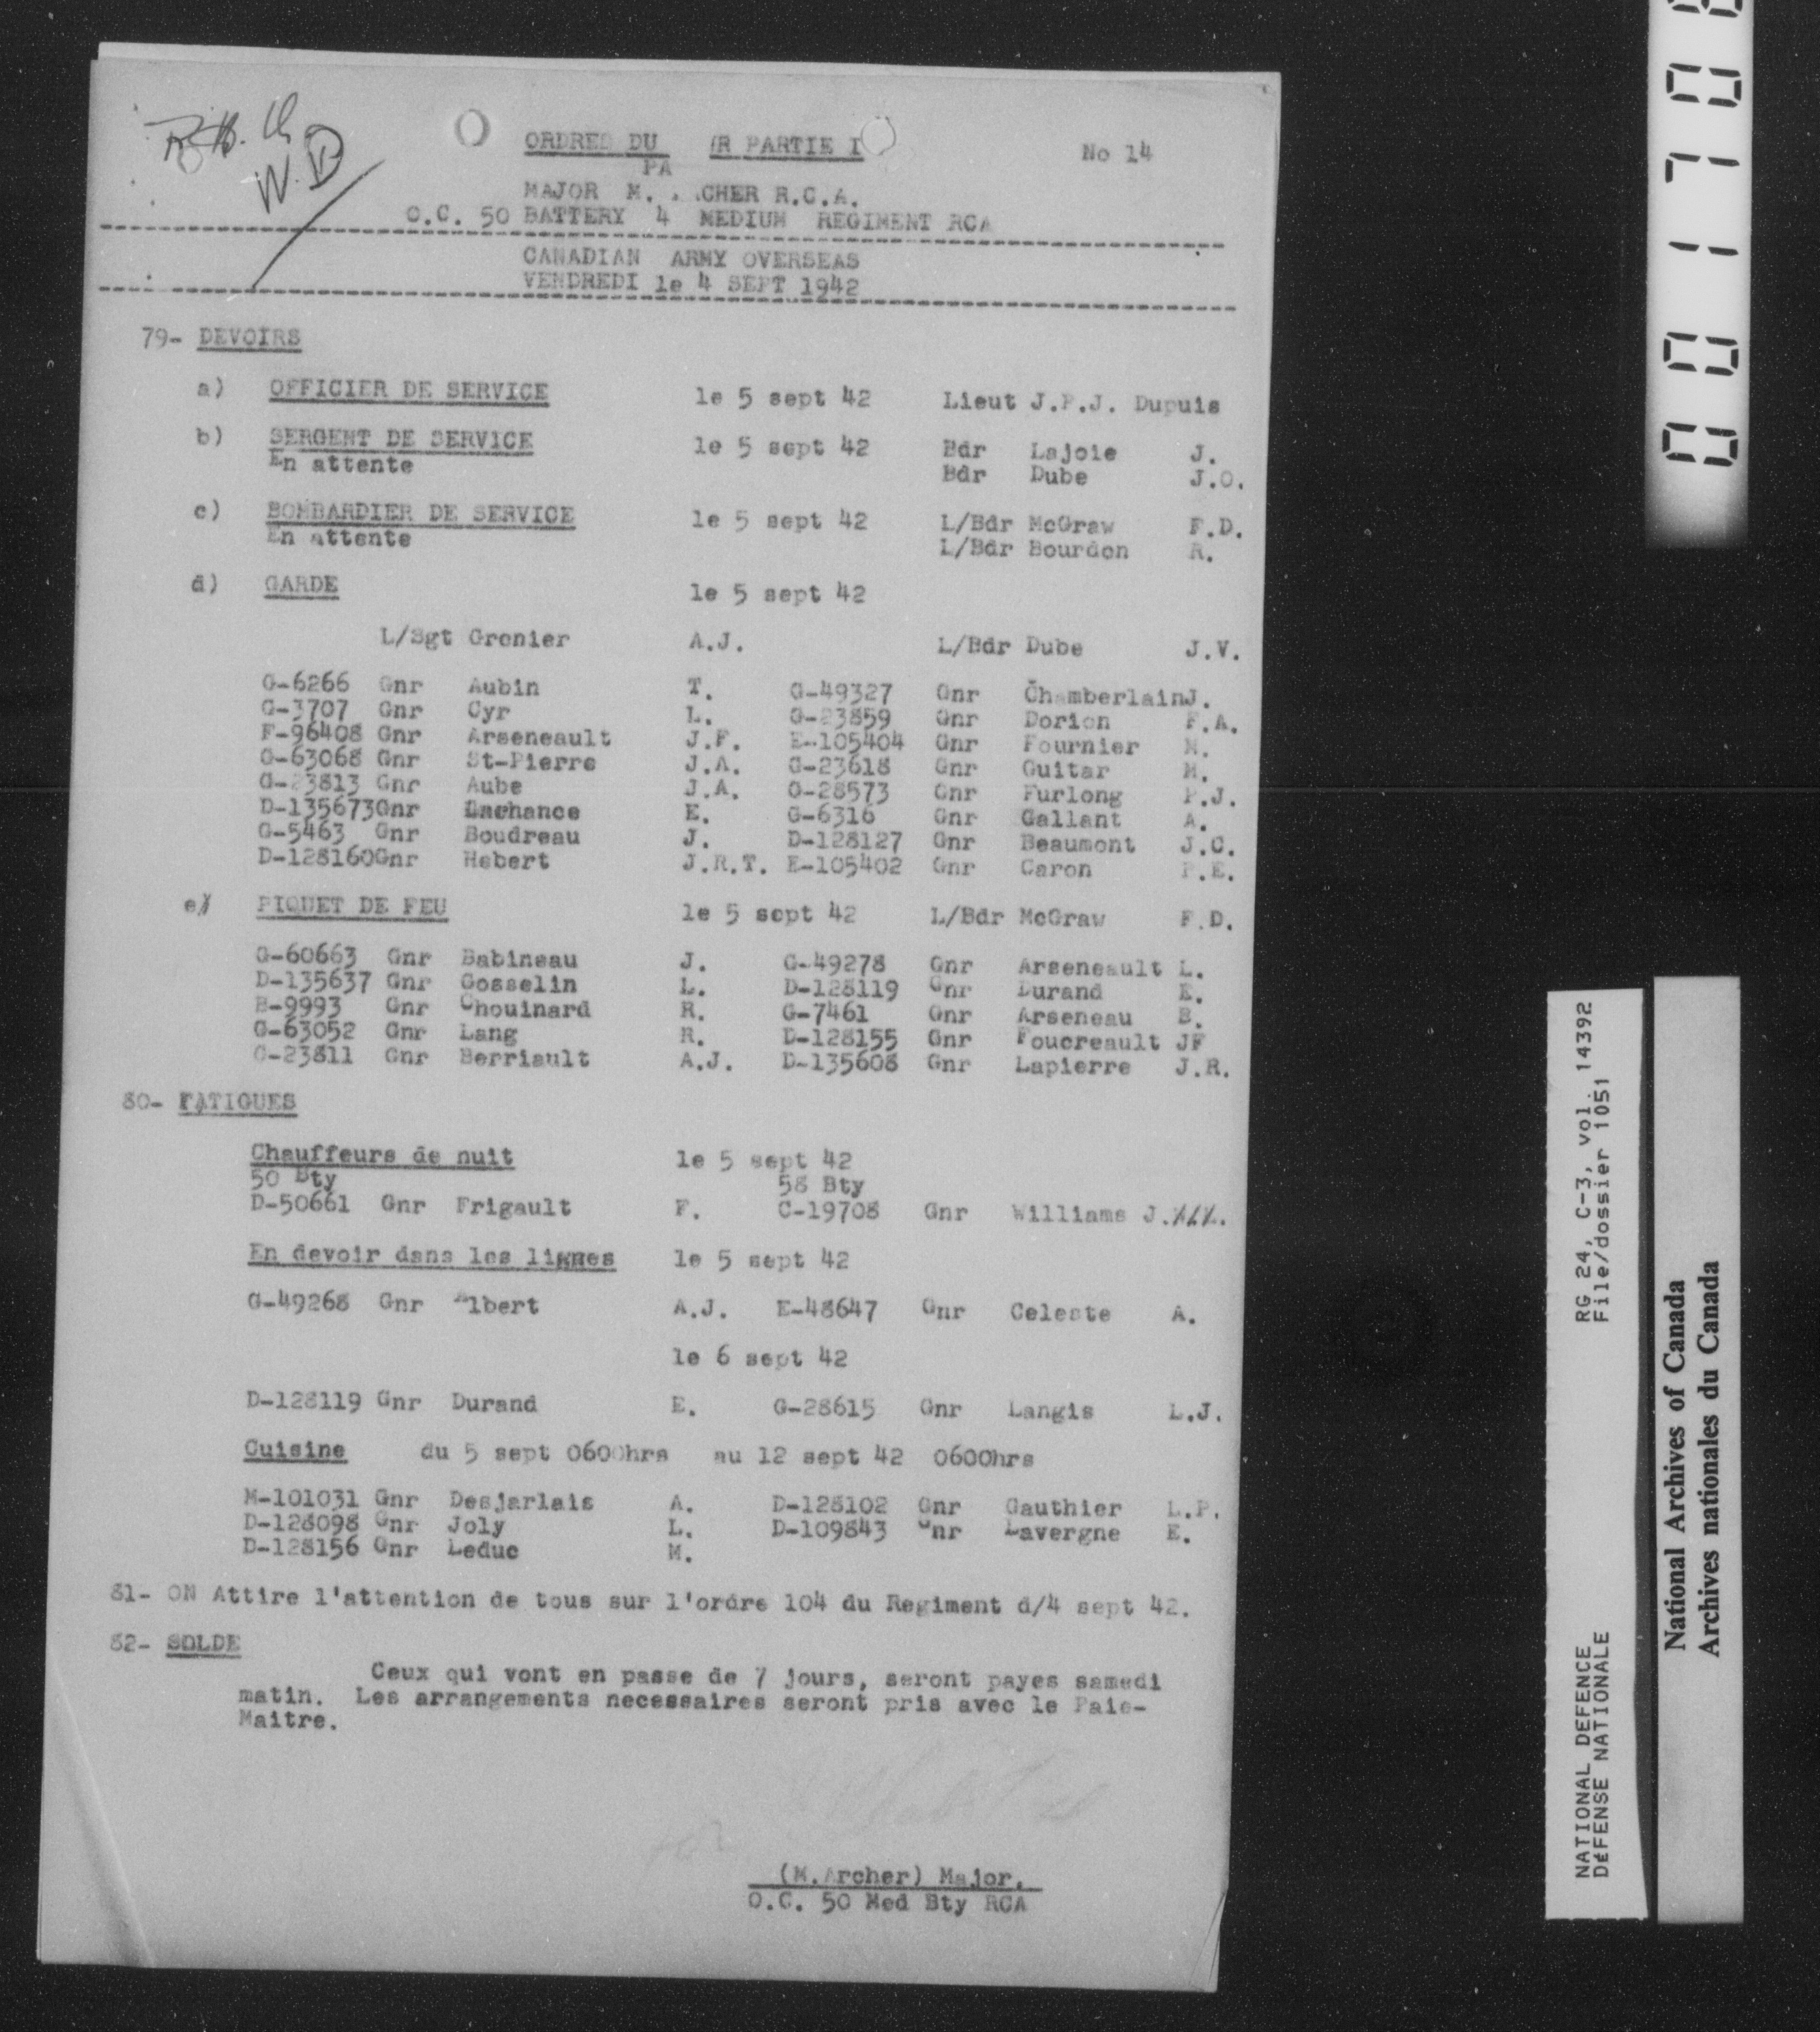 W.D
ORDRES DU R PARTIE I No 14
PA
MAJOR M. CHER R.C.A.
O.C. 50 BATTERY 4 MEDIUM REGIMENT RCA
CANADIAN ARMY OVERSEAS
VENDREDI le 4 SEPT 1942
79- DEVOIRS
a) OFFICIER DE SERVICE le 5 sept 42 Lieut J.P.J. Dupuis
b) SERGENT DE SERVICE le 5 sept 42 Bdr Lajoie J.
En attente Bdr Dube J.O.
c) BOMBARDIER DE SERVICE le 5 sept 42 L/Bdr McGraw F.D.
En attente L/Bdr Bourdon R.
d) GARDE le 5 sept 42
L/Sgt Grenier A.J. L/Bdr Dube J.V.
G-6266 Gnr Aubin T. G-49327 Gnr Chamberlain J.
G-3707 Gnr Cyr L. G-23859 Gnr Dorion F.A.
F-96408 Gnr Arseneault J.F. E-105404 Gnr Fournier M.
G-63068 Gnr St-Pierre J.A. G-23618 Gnr Guitar M.
G-23813 Gnr Aube J.A. G-28573 Gnr Furlong P.J.
D-135673 Gnr Lachance E. G-6316 Gnr Gallant A.
G-5463 Gnr Boudreau J. D-128127 Gnr Beaumont J.C.
D-128160 Gnr Hebert J.R.T. E-105402 Gnr Caron P.E.
e) PIQUET DE FEU le 5 sept 42 L/Bdr McGraw F.D.
G-60663 Gnr Babineau J. G-49278 Gnr Arseneault L.
D-135637 Gnr Gosselin L. D-128119 Gnr Durand E.
E-9993 Gnr Chouinard R. G-7461 Gnr Arseneau B.
G-63052 Gnr Lang R. D-128155 Gnr Foucreault JF
G-23811 Gnr Berriault A.J. D-135608 Gnr Lapierre J.R.
80- FATIGUES
Chauffeurs de nuit le 5 sept 42
50 Bty 58 Bty
D-50661 Gnr Frigault F. C-19708 Gnr Williams J.
En devoir dans les lignes le 5 sept 42
G-49268 Gnr Albert A.J. E-48647 Gnr Celeste A.
le 6 sept 42
D-128119 Gnr Durand E. G-28615 Gnr Langis L.J.
Cuisine du 5 sept 0600hrs au 12 sept 42 0600hrs
M-101031 Gnr Desjarlais A. D-128102 Gnr Gauthier L.P.
D-128098 Gnr Joly L. D-109843 Gnr Lavergne E.
D-128156 Gnr Leduc M.
81- ON Attire l'attention de tous sur l'ordre 104 du Regiment d/4 sept 42.
82- SOLDE
Ceux qui vont en passe de 7 jours, seront payes samedi
matin. Les arrangements necessaires seront pris avec le Paie-
Maitre.
for
(M.Archer) Major.
O.C. 50 Med Bty RCA
NATIONAL DEFENCE RG 24, C-3, vol. 14392
DÉFENSE NATIONALE File/dossier 1051
National Archives of Canada
Archives nationales du Canada